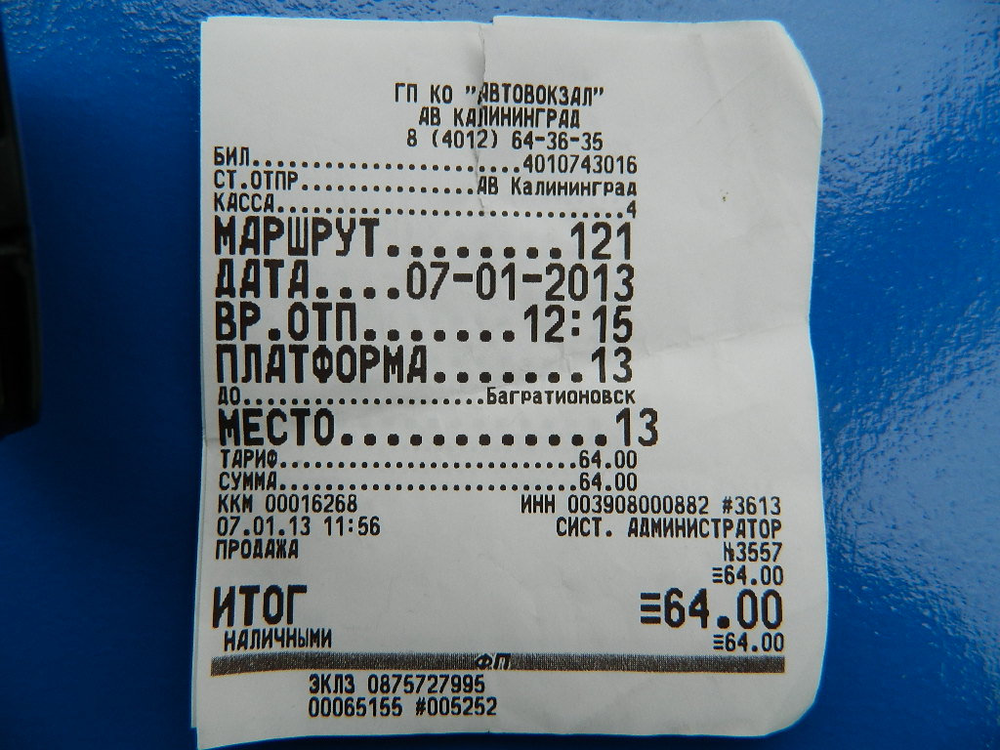 ГП КО "АВТОВОКЗАЛ"
АВ КАЛИНИНГРАД
8 (4012) 64-36-35
БИЛ.......................4010743016
СТ.ОТПР...............АВ Калининград
КАССА..............................4
МАРШРУТ........121
ДАТА....07-01-2013
ВР.ОТП.......12:15
ПЛАТФОРМА.......13
ДО.......................Багратионовск
МЕСТО............13
ТАРИФ..........................64.00
СУММА..........................64.00
ККМ 00016268 ИНН 003908000882 #3613
07.01.13 11:56 СИСТ. АДМИНИСТРАТОР
ПРОДАЖА №3557
≡64.00
ИТОГ ≡64.00
НАЛИЧНЫМИ ≡64.00
ФП
ЭКЛЗ 0875727995
00065155 #005252